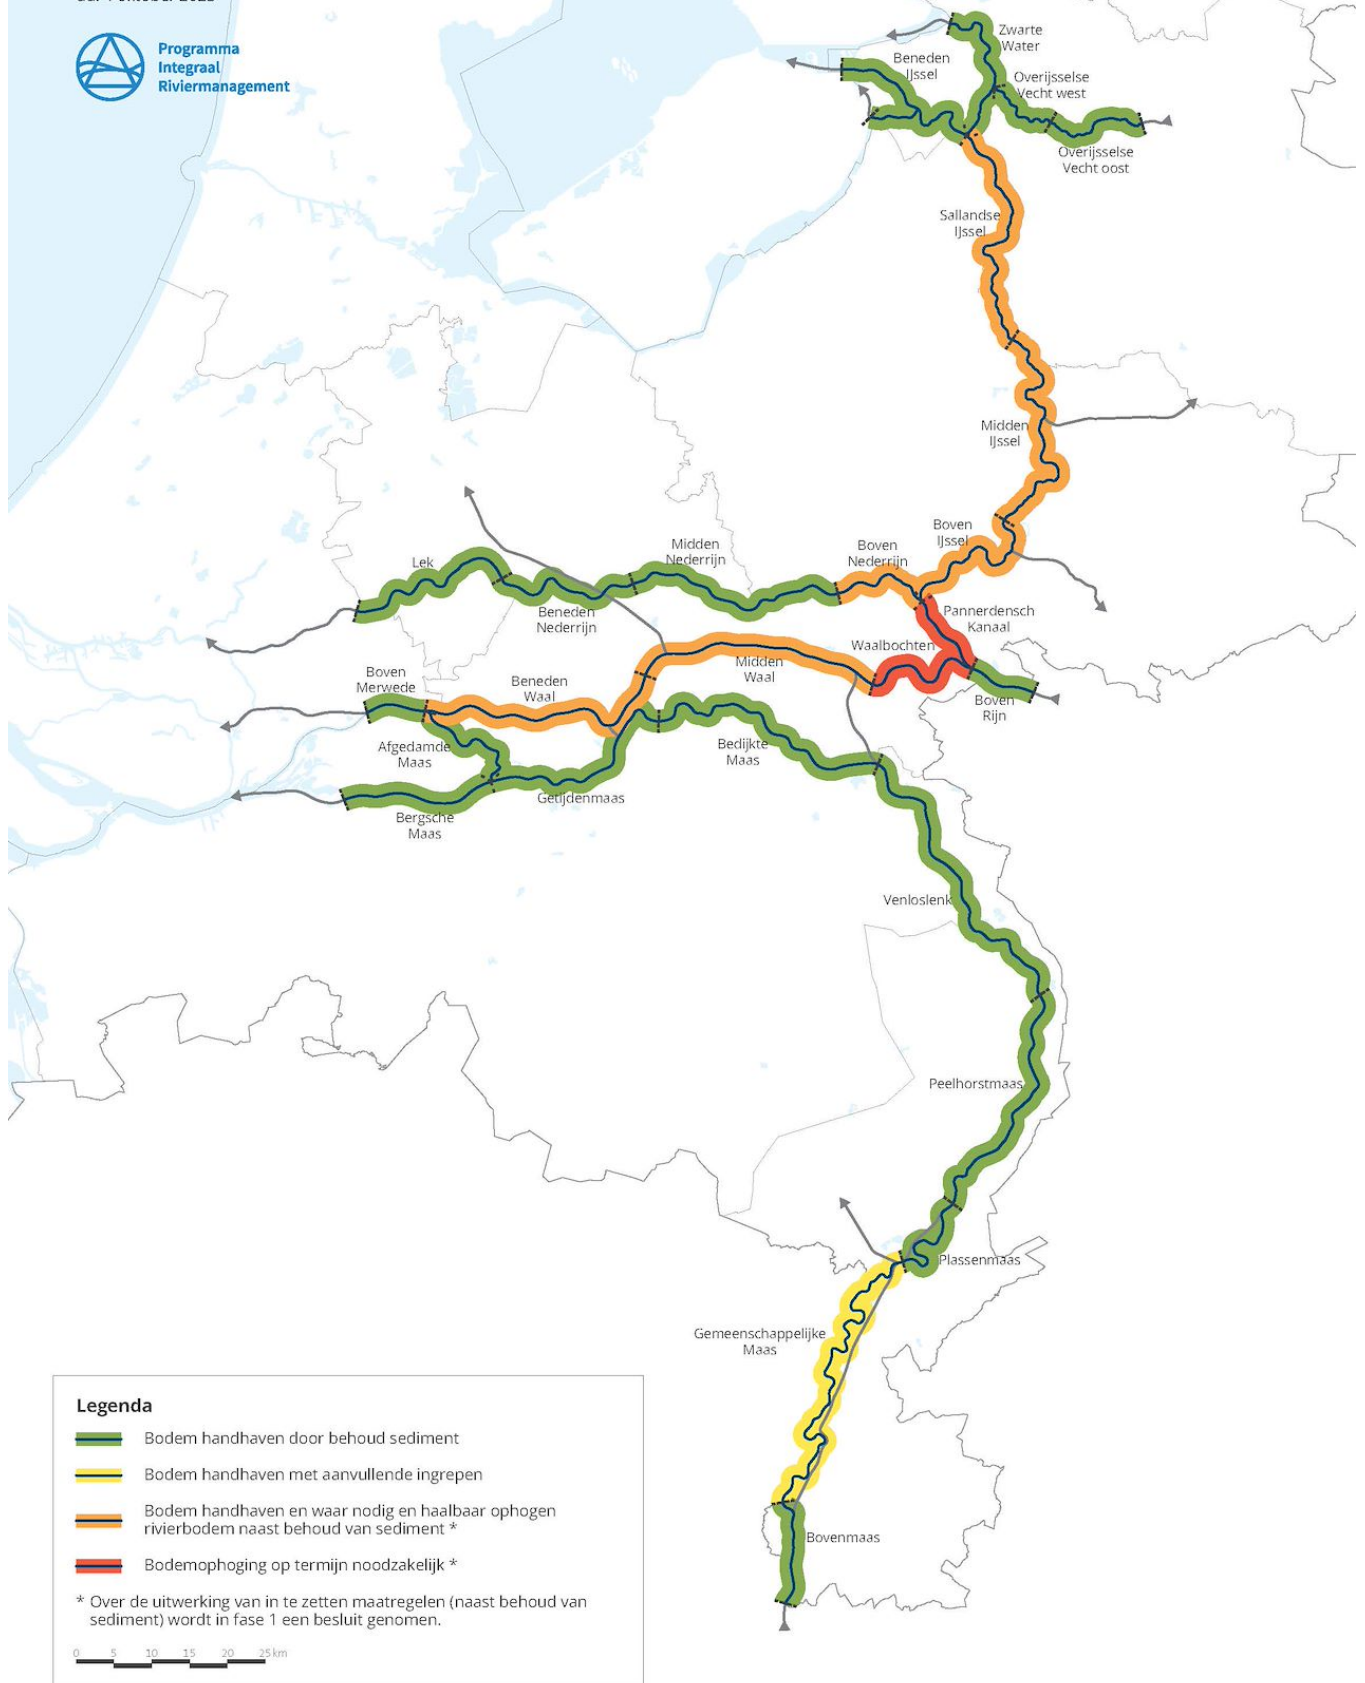 Programma
Integraal
Riviermanagement
Zwarte
Water
Beneden
IJssel
Overijsselse
Vecht west
Overijsselse
Vecht oost
Sallandse
IJssel
Midden
IJssel
Boven
IJssel
Midden
Nederrijn
Boven
Nederrijn
Lek
Beneden
Nederrijn
Pannerdensch
Kanaal
Waalbochten
Midden
Waal
Boven
Merwede
Beneden
Waal
Boven
Rijn
Afgedamde
Maas
Bedijkte
Maas
Getijdenmaas
Bergsche
Maas
Venloslenk
Peelhorstmaas
Plassenmaas
Gemeenschappelijke
Maas
Bovenmaas
Legenda
Bodem handhaven door behoud sediment
Bodem handhaven met aanvullende ingrepen
Bodem handhaven en waar nodig en haalbaar ophogen
rivierbodem naast behoud van sediment *
Bodemophoging op termijn noodzakelijk *
* Over de uitwerking van in te zetten maatregelen (naast behoud van
sediment) wordt in fase 1 een besluit genomen.
0 5 10 15 20 25 km